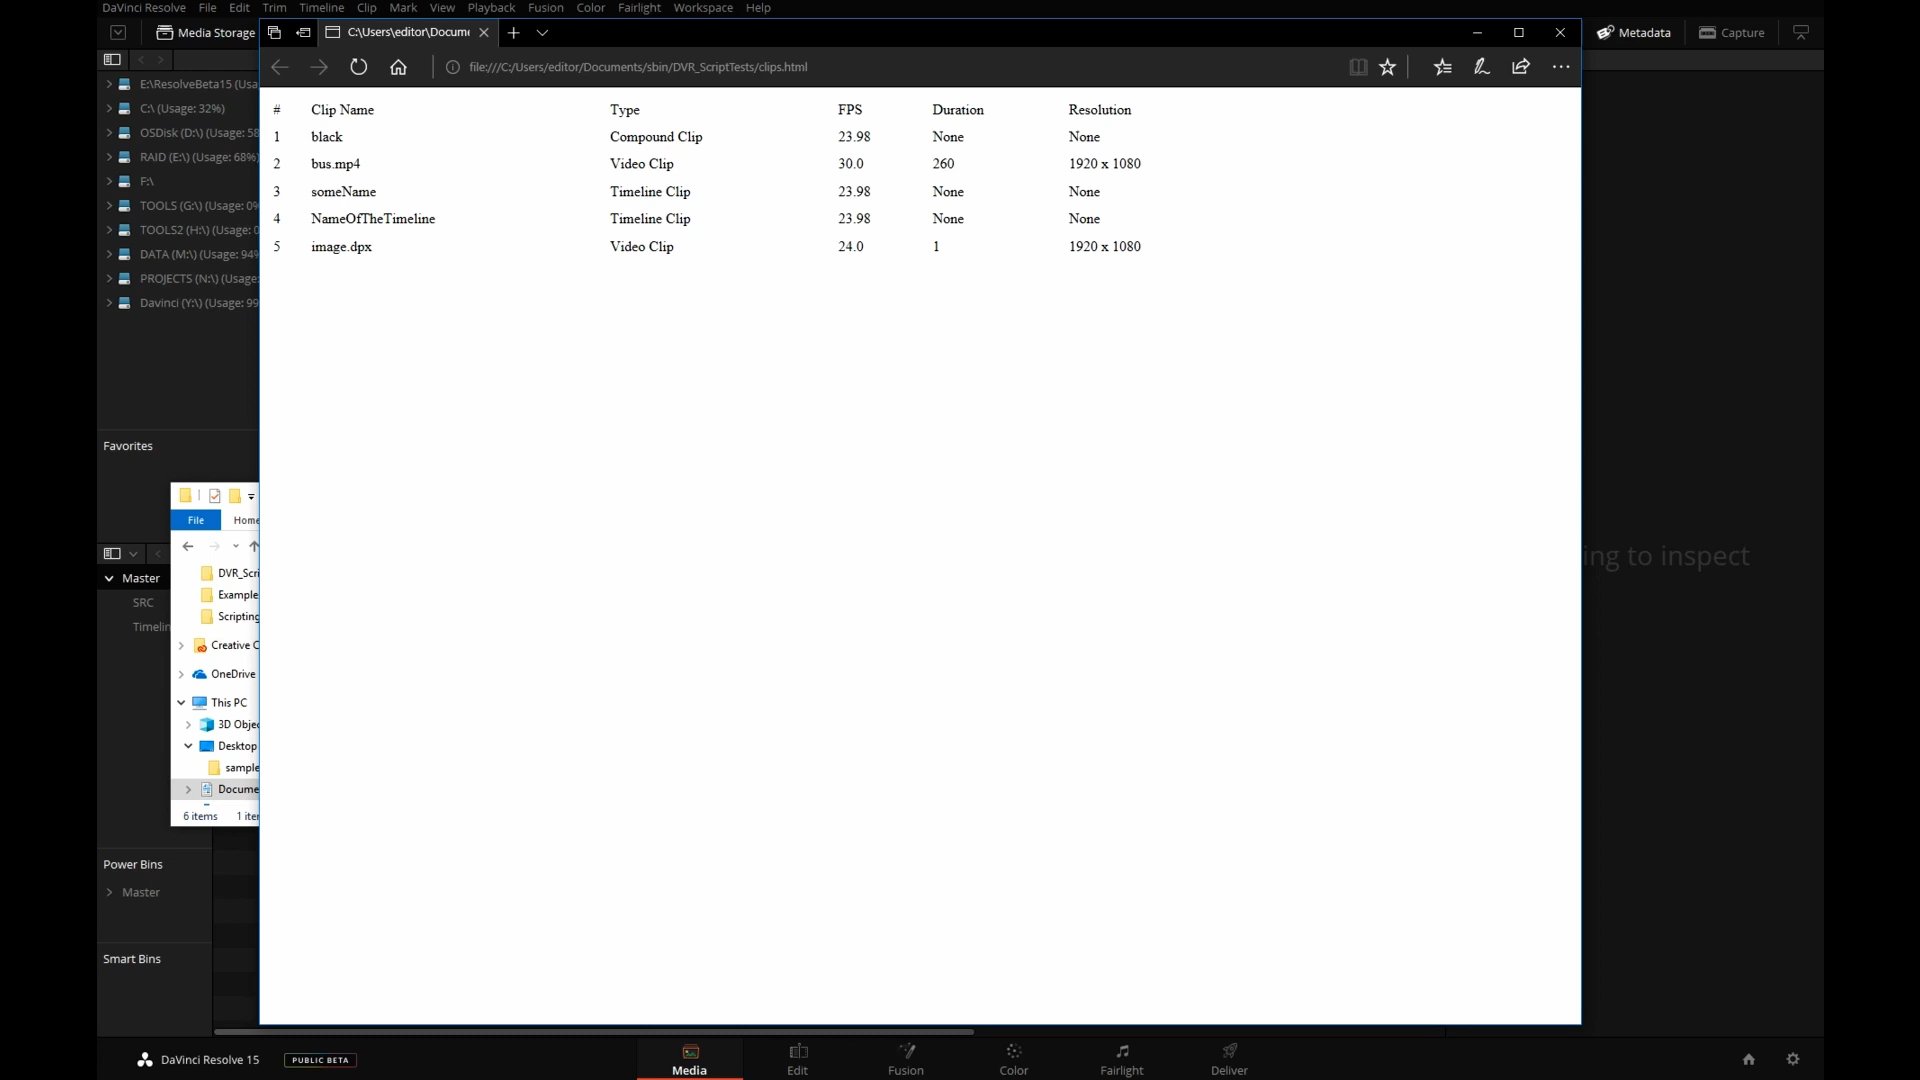 DaVinci Resolve File Edit Trim Timeline Clip Mark View Playback Fusion Color Fairlight Workspace Help
Media Storage
C:\Users\editor\Docume
Metadata
Capture
file:///C:/Users/editor/Documents/sbin/DVR_ScriptTests/clips.html
E:\ResolveBeta15 (Usa
C:\ (Usage: 32%)
OSDisk (D:\) (Usage: 58
RAID (E:\) (Usage: 68%)
F:\
TOOLS (G:\) (Usage: 0%
TOOLS2 (H:\) (Usage: 0
DATA (M:\) (Usage: 94%
PROJECTS (N:\) (Usage:
Davinci (Y:\) (Usage: 99
# Clip Name Type FPS Duration Resolution
1 black Compound Clip 23.98 None None
2 bus.mp4 Video Clip 30.0 260 1920 x 1080
3 someName Timeline Clip 23.98 None None
4 NameOfTheTimeline Timeline Clip 23.98 None None
5 image.dpx Video Clip 24.0 1 1920 x 1080
Favorites
File Home
DVR_Scri
Example
Scripting
Creative C
OneDrive
This PC
3D Objec
Desktop
sample
Docume
6 items 1 iter
Master
SRC
Timelin
ing to inspect
Power Bins
Master
Smart Bins
DaVinci Resolve 15 PUBLIC BETA
Media Edit Fusion Color Fairlight Deliver